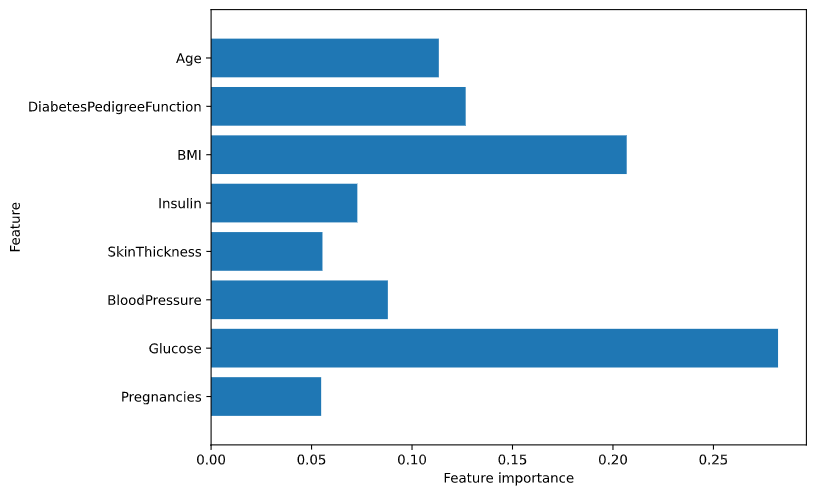 Age
DiabetesPedigreeFunction
BMI
Insulin
SkinThickness
BloodPressure
Glucose
Pregnancies
Feature
0.00 0.05 0.10 0.15 0.20 0.25
Feature importance